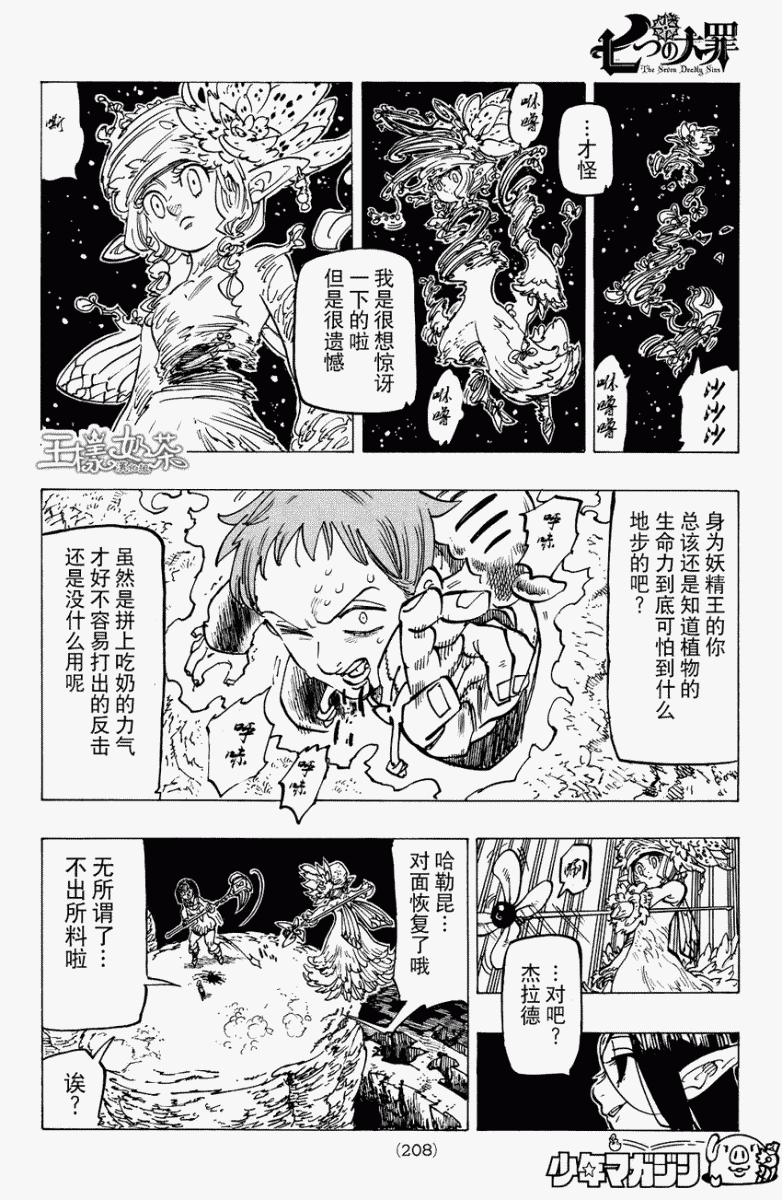 七つの大罪
The Seven Deadly Sins
沙沙沙
咻噜噜
…才怪
咻噜
咻噜
嘶
我是很想惊讶
一下的啦
但是很遗憾
王樣奶茶
漢化組
身为妖精王的你
总该还是知道植物的
生命力到底可怕到什么
地步的吧？
呼哧
呼哧
呼哧
虽然是拼上吃奶的力气
才好不容易打出的反击
还是没什么用呢
唰
…对吧？
杰拉德
哈勒昆…
对面恢复了哦
无所谓了…
不出所料啦
诶？
(208)
少年マガジン